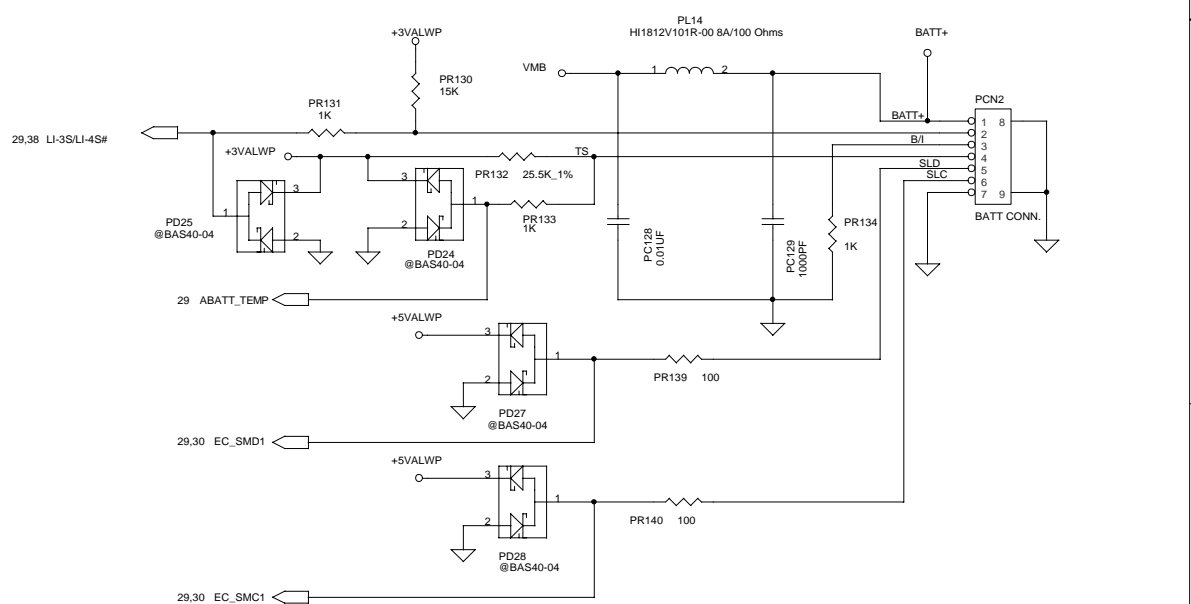 PL14
HI1812V101R-00 8A/100 Ohms
+3VALWP
BATT+
VMB
1
2
PR130
15K
PCN2
PR131
1K
BATT+
1 8
29,38 LI-3S/LI-4S#
2
B/I
3
+3VALWP
TS
4
SLD
5
PR132 25.5K_1%
SLC
6
3
3
7 9
1
1
PR133
1K
BATT CONN.
PD25
@BAS40-04
2
2
PD24
@BAS40-04
PC128
0.01UF
PC129
1000PF
PR134
1K
29 ABATT_TEMP
+5VALWP
3
1
2
PR139 100
PD27
@BAS40-04
29,30 EC_SMD1
+5VALWP
3
1
2
PR140 100
PD28
@BAS40-04
29,30 EC_SMC1